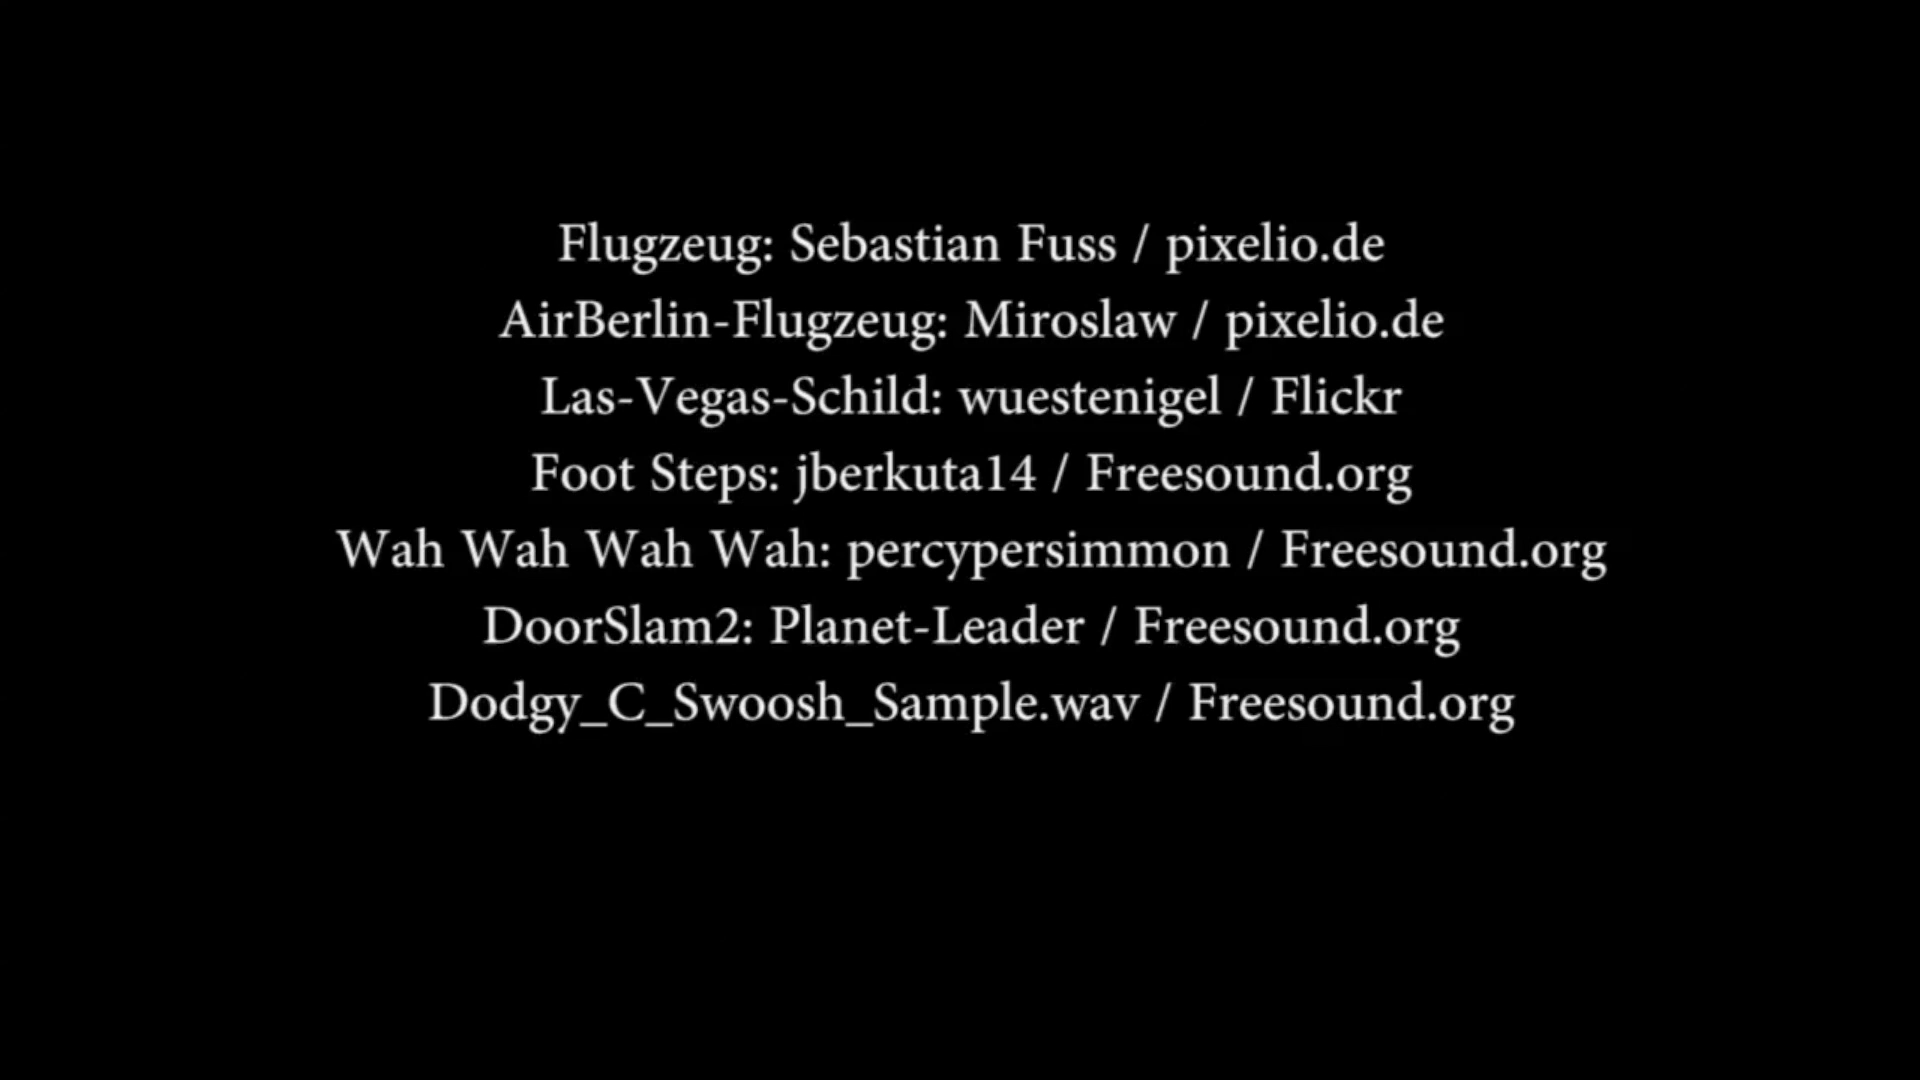 Flugzeug: Sebastian Fuss / pixelio.de
AirBerlin-Flugzeug: Miroslaw / pixelio.de
Las-Vegas-Schild: wuestenigel / Flickr
Foot Steps: jberkuta14 / Freesound.org
Wah Wah Wah Wah: percypersimmon / Freesound.org
DoorSlam2: Planet-Leader / Freesound.org
Dodgy_C_Swoosh_Sample.wav / Freesound.org